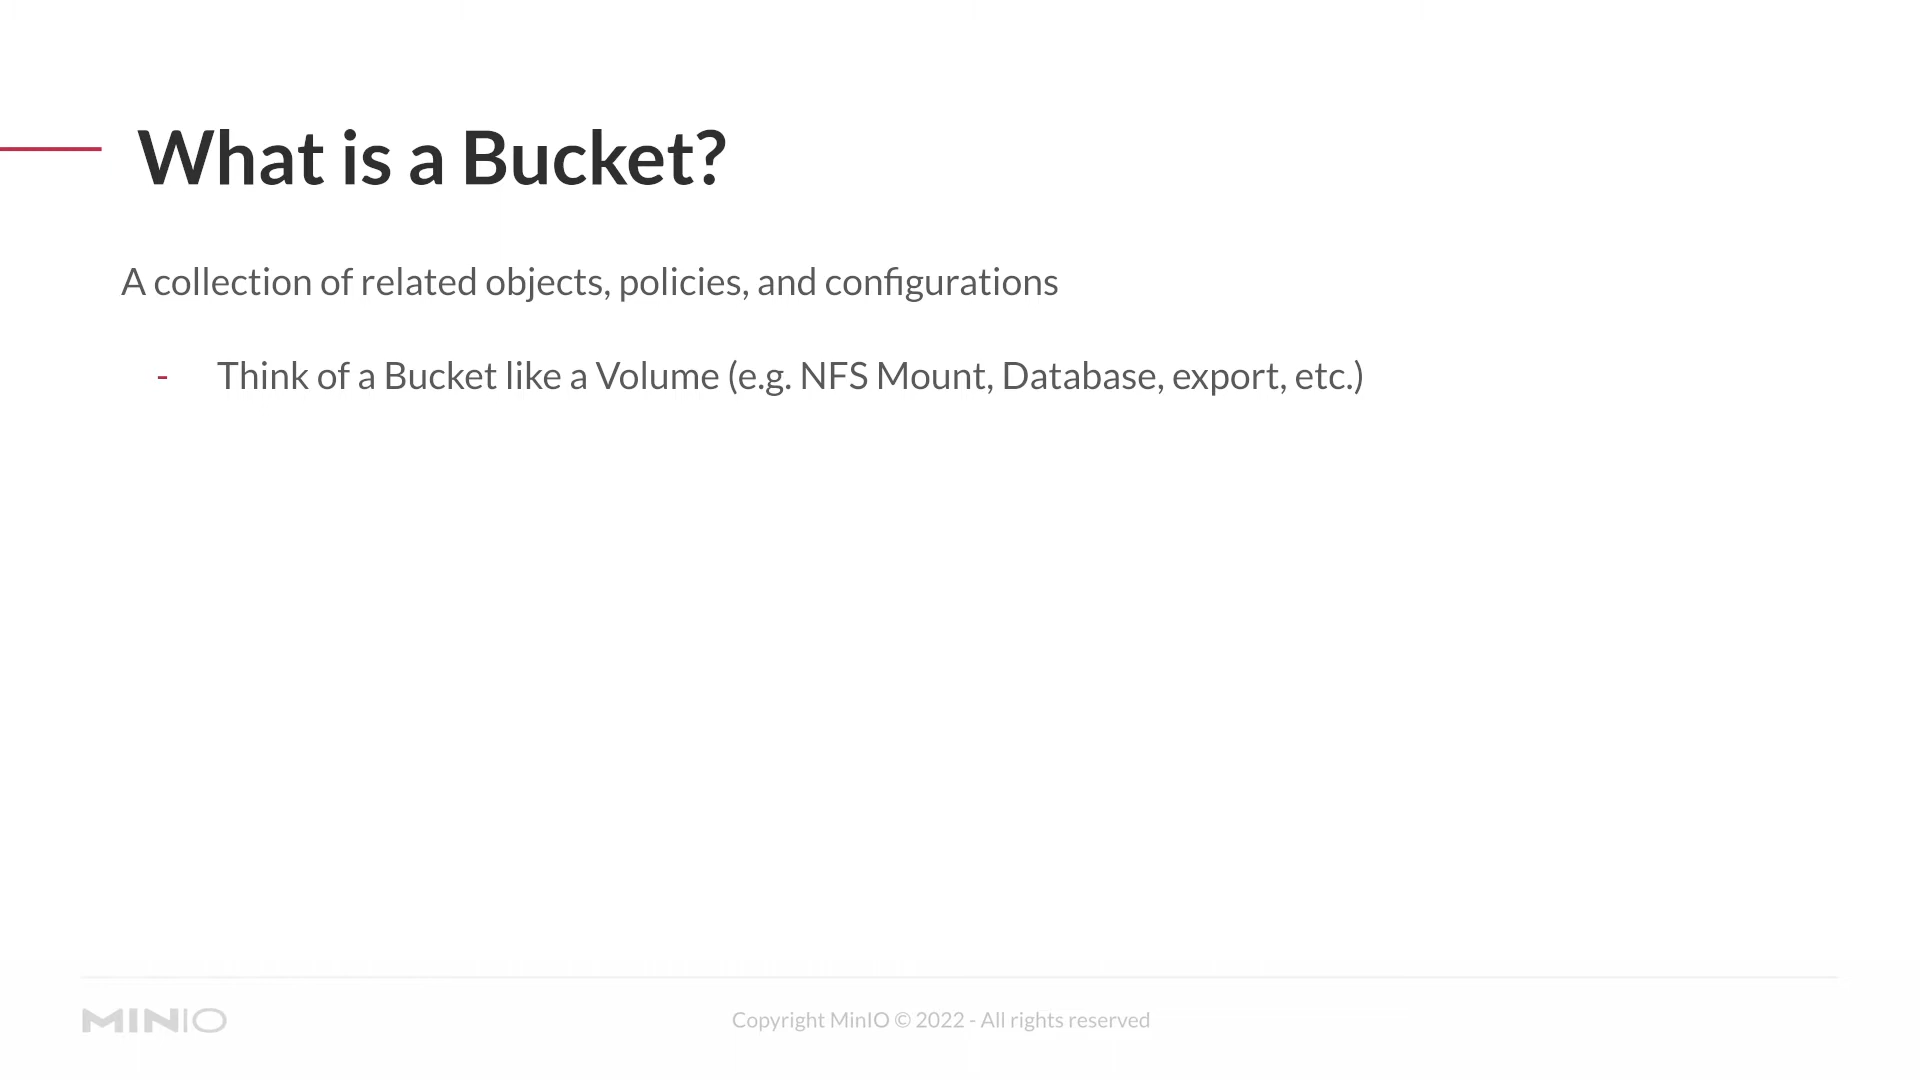 What is a Bucket?
A collection of related objects, policies, and configurations
- Think of a Bucket like a Volume (e.g. NFS Mount, Database, export, etc.)
MINIO
Copyright MinIO © 2022 - All rights reserved